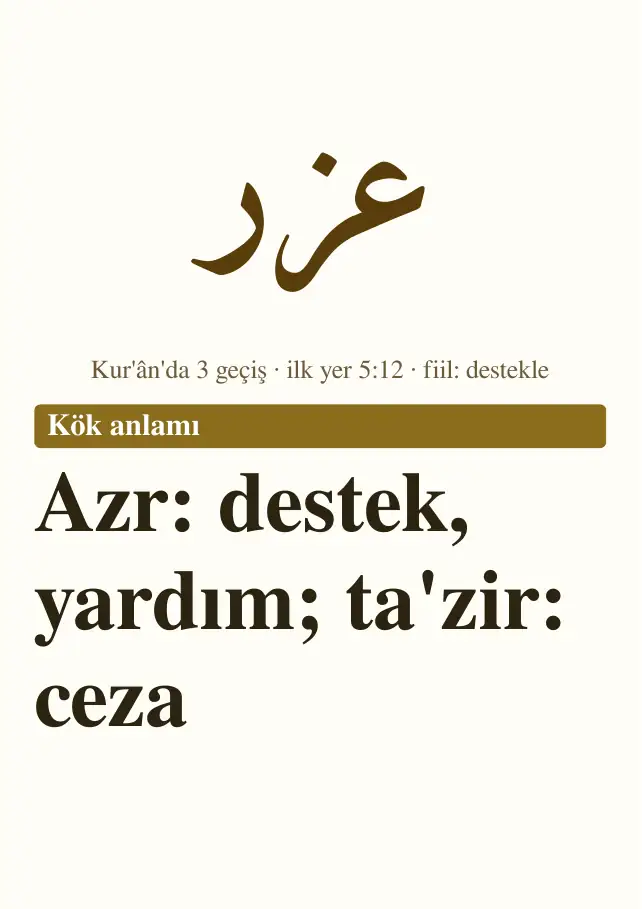 عزر
Kur'ân'da 3 geçiş · ilk yer 5:12 · fiil: destekle
Kök anlamı
Azr: destek,
yardım; ta'zir:
ceza